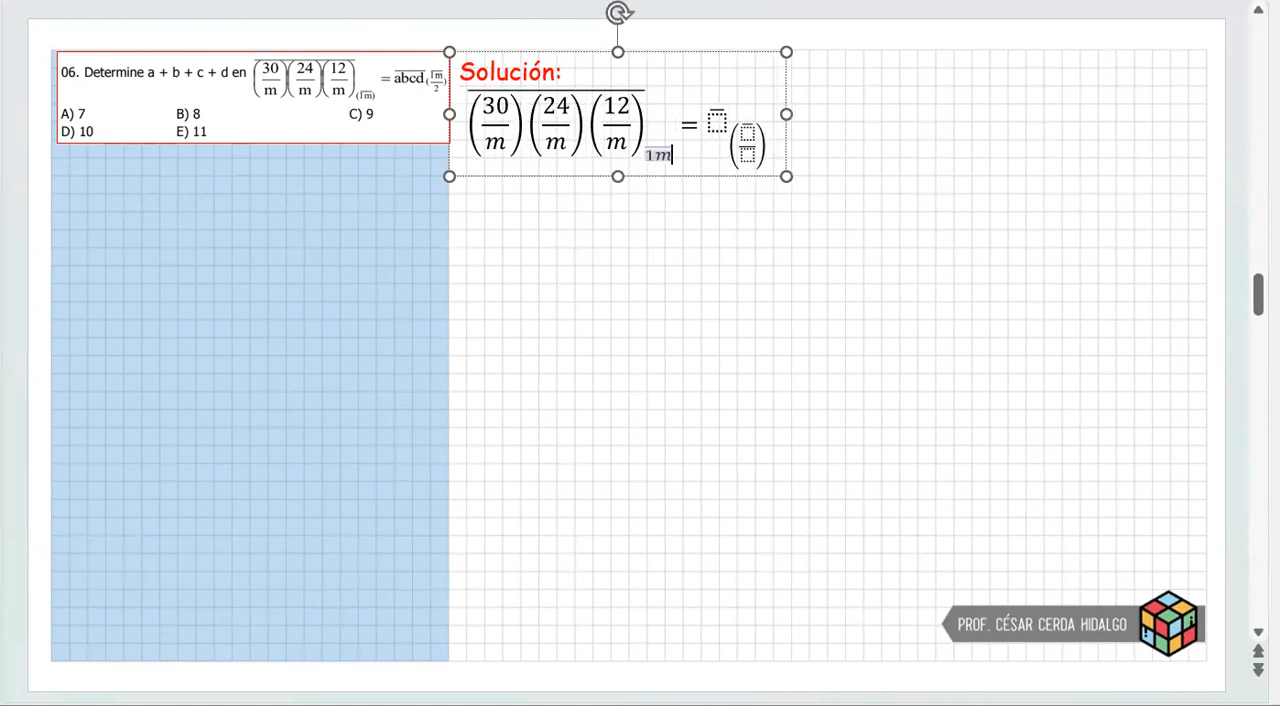 06. Determine a + b + c + d en (30/m)(24/m)(12/m)(1m) = abcd(1m/2)
A) 7 B) 8 C) 9
D) 10 E) 11
Solución:
(30/m)(24/m)(12/m)1m =
PROF. CÉSAR CERDA HIDALGO